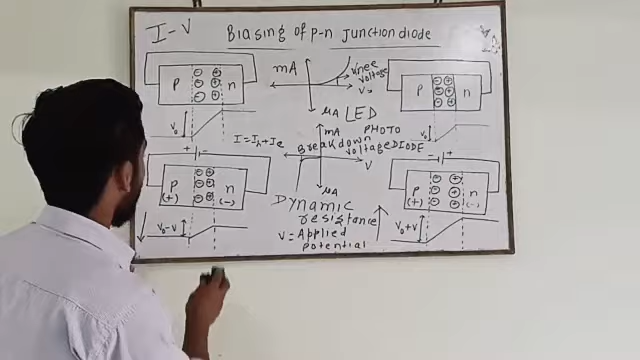 I-V
Biasing of p-n junction diode
p
n
mA
knee
voltage
V
μA
LED
p
n
V₀
I = Iₕ + Iₑ
mA
PHOTO
DIODE
Breakdown
voltage
V
μA
V₀
+ -
p
(+)
n
(-)
V₀-V
Dynamic
resistance
V = Applied
potential
- +
p
(+)
n
(-)
V₀+V